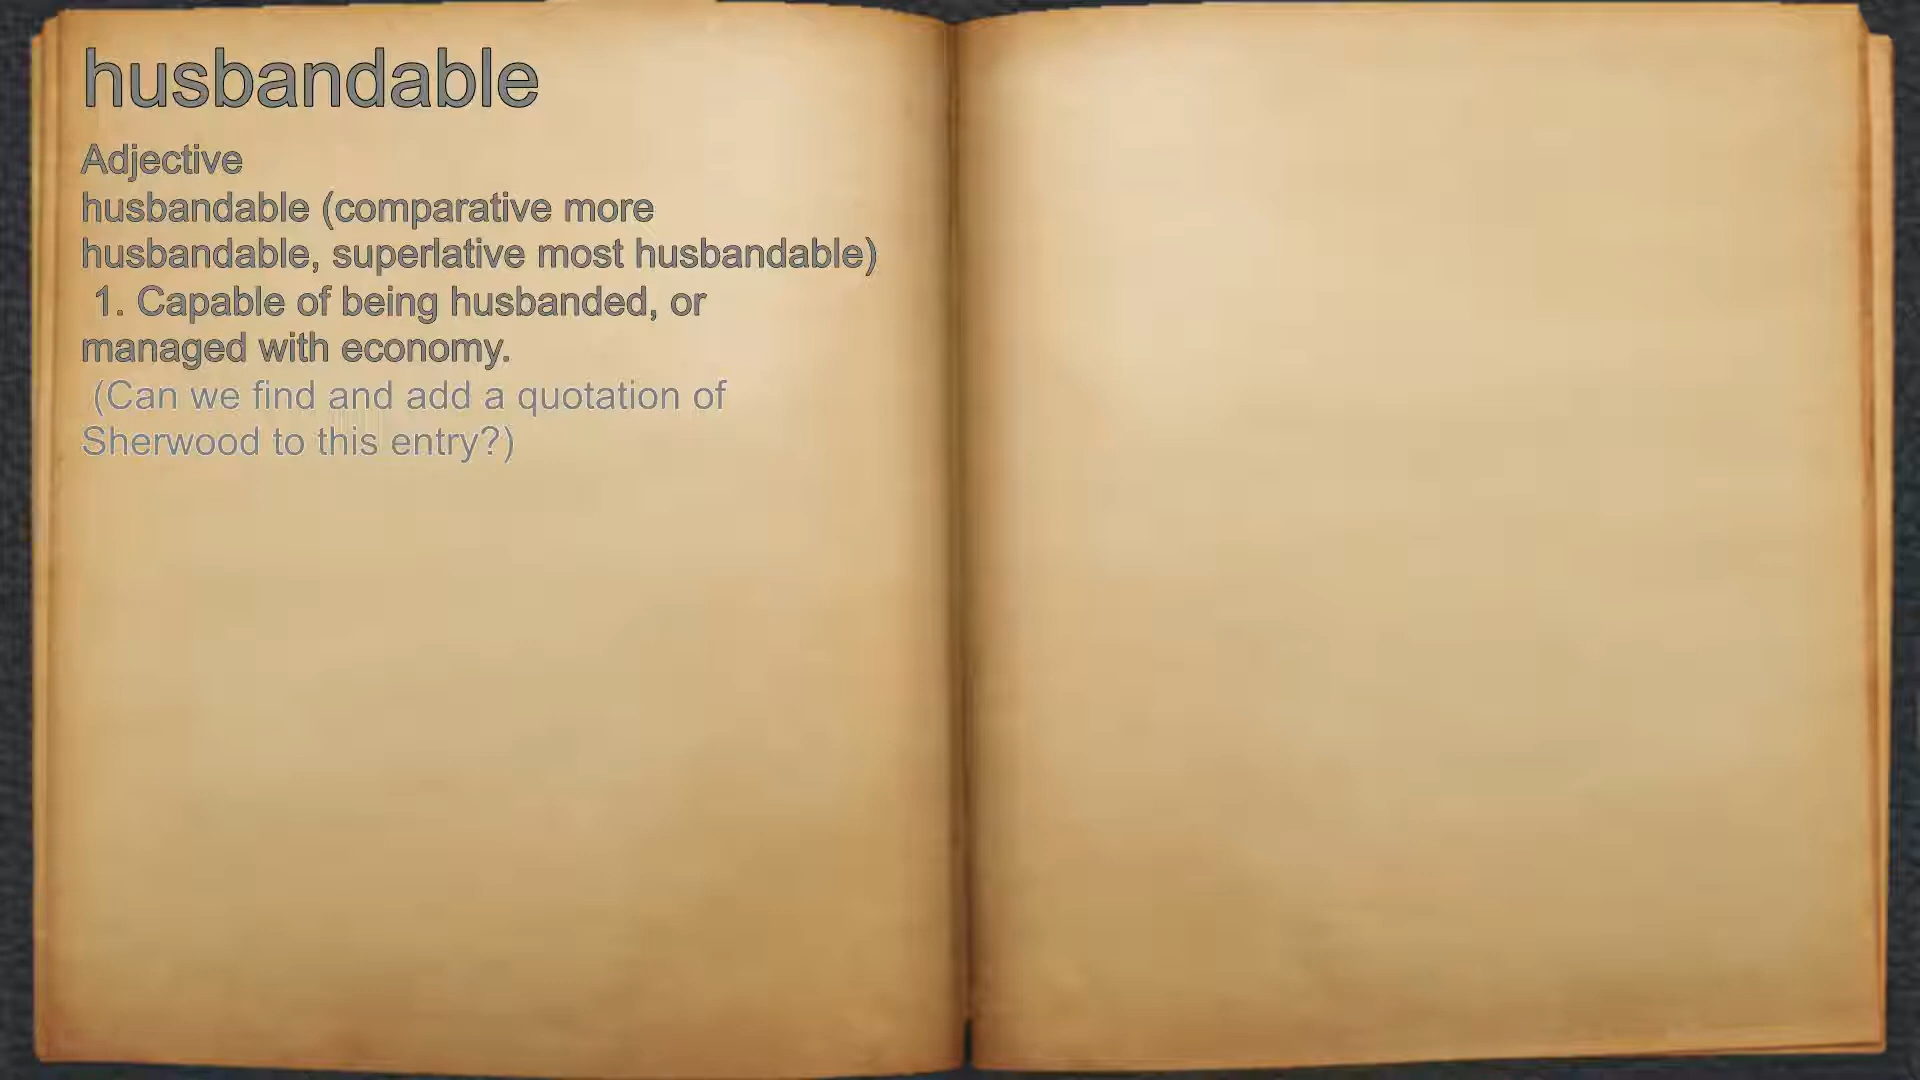 husbandable
Adjective
husbandable (comparative more
husbandable, superlative most husbandable)
1. Capable of being husbanded, or
managed with economy.
(Can we find and add a quotation of
Sherwood to this entry?)